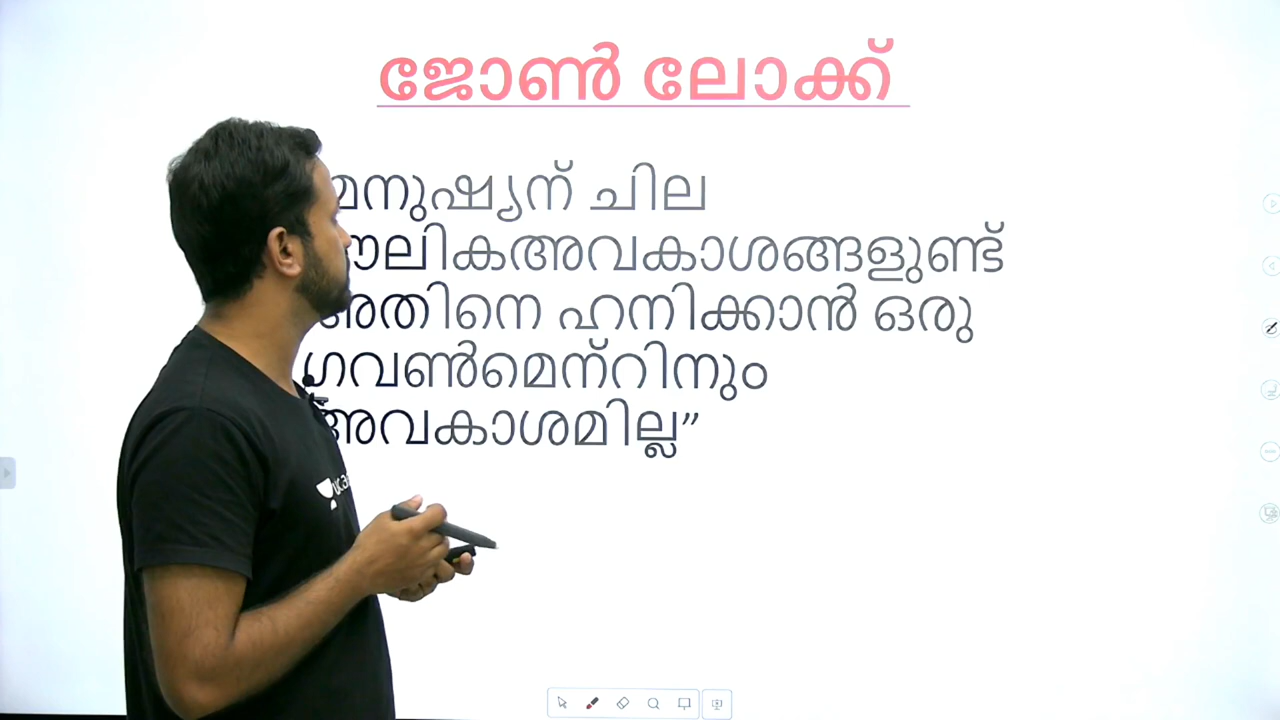 ജോൺ ലോക്ക്
മനുഷ്യന് ചില
മൗലികഅവകാശങ്ങളുണ്ട്
അതിനെ ഹനിക്കാൻ ഒരു
ഗവൺമെന്റിനും
അവകാശമില്ല”